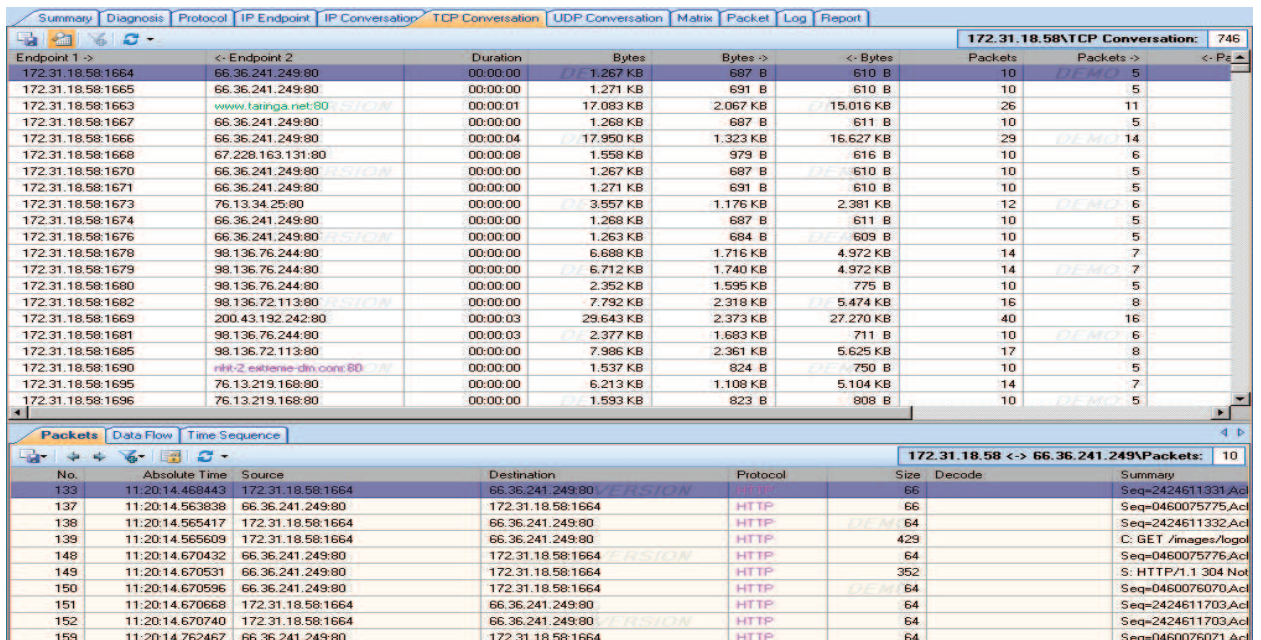 Summary Diagnosis Protocol IP Endpoint IP Conversation TCP Conversation UDP Conversation Matrix Packet Log Report
172.31.18.58\TCP Conversation: 746
Endpoint 1 -> <- Endpoint 2 Duration Bytes Bytes -> <- Bytes Packets Packets -> <- Pa
172.31.18.58:1664 66.36.241.249:80 00:00:00 1.267 KB 687 B 610 B 10 5
172.31.18.58:1665 66.36.241.249:80 00:00:00 1.271 KB 691 B 610 B 10 5
172.31.18.58:1663 www.taringa.net:80 00:00:01 17.083 KB 2.067 KB 15.016 KB 26 11
172.31.18.58:1667 66.36.241.249:80 00:00:00 1.268 KB 687 B 611 B 10 5
172.31.18.58:1666 66.36.241.249:80 00:00:04 17.950 KB 1.323 KB 16.627 KB 29 14
172.31.18.58:1668 67.228.163.131:80 00:00:08 1.558 KB 979 B 616 B 10 6
172.31.18.58:1670 66.36.241.249:80 00:00:00 1.267 KB 687 B 610 B 10 5
172.31.18.58:1671 66.36.241.249:80 00:00:00 1.271 KB 691 B 610 B 10 5
172.31.18.58:1673 76.13.34.25:80 00:00:00 3.557 KB 1.176 KB 2.381 KB 12 6
172.31.18.58:1674 66.36.241.249:80 00:00:00 1.268 KB 687 B 611 B 10 5
172.31.18.58:1676 66.36.241.249:80 00:00:00 1.263 KB 684 B 609 B 10 5
172.31.18.58:1678 98.136.76.244:80 00:00:00 6.688 KB 1.716 KB 4.972 KB 14 7
172.31.18.58:1679 98.136.76.244:80 00:00:00 6.712 KB 1.740 KB 4.972 KB 14 7
172.31.18.58:1680 98.136.76.244:80 00:00:00 2.352 KB 1.595 KB 775 B 10 5
172.31.18.58:1682 98.136.72.113:80 00:00:00 7.792 KB 2.318 KB 5.474 KB 16 8
172.31.18.58:1669 200.43.192.242:80 00:00:03 29.643 KB 2.373 KB 27.270 KB 40 16
172.31.18.58:1681 98.136.76.244:80 00:00:03 2.377 KB 1.683 KB 711 B 10 6
172.31.18.58:1685 98.136.72.113:80 00:00:00 7.986 KB 2.361 KB 5.625 KB 17 8
172.31.18.58:1690 00:00:00 1.537 KB 824 B 750 B 10 5
172.31.18.58:1695 76.13.219.168:80 00:00:00 6.213 KB 1.108 KB 5.104 KB 14 7
172.31.18.58:1696 76.13.219.168:80 00:00:00 1.593 KB 823 B 808 B 10 5
Packets Data Flow Time Sequence
172.31.18.58 <-> 66.36.241.249\Packets: 10
No. Absolute Time Source Destination Protocol Size Decode Summary
133 11:20:14.468443 172.31.18.58:1664 66.36.241.249:80 HTTP 66 Seq=2424611331,Acl
137 11:20:14.563838 66.36.241.249:80 172.31.18.58:1664 HTTP 66 Seq=0460075775,Acl
138 11:20:14.565417 172.31.18.58:1664 66.36.241.249:80 HTTP 64 Seq=2424611332,Acl
139 11:20:14.565609 172.31.18.58:1664 66.36.241.249:80 HTTP 429 C: GET /images/logol
148 11:20:14.670432 66.36.241.249:80 172.31.18.58:1664 HTTP 64 Seq=0460075776,Acl
149 11:20:14.670531 66.36.241.249:80 172.31.18.58:1664 HTTP 352 S: HTTP/1.1 304 Not
150 11:20:14.670596 66.36.241.249:80 172.31.18.58:1664 HTTP 64 Seq=0460076070,Acl
151 11:20:14.670668 172.31.18.58:1664 66.36.241.249:80 HTTP 64 Seq=2424611703,Acl
152 11:20:14.670740 172.31.18.58:1664 66.36.241.249:80 HTTP 64 Seq=2424611703,Acl
159 11:20:14.762467 66.36.241.249:80 172.31.18.58:1664 HTTP 64 Seq=0460076071,Acl